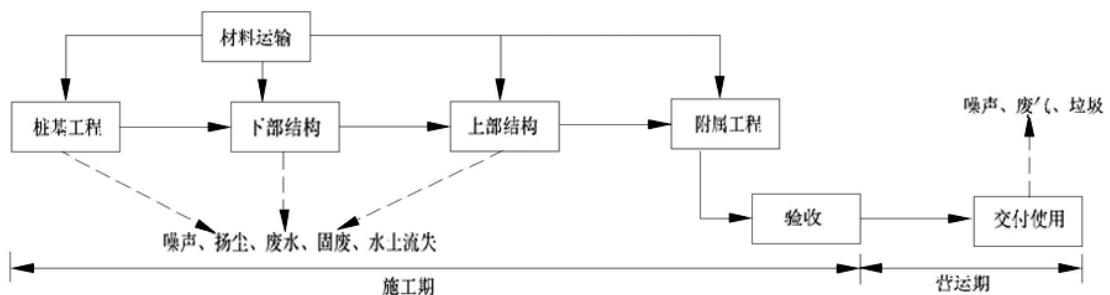 材料运输
噪声、废气、垃圾
桩基工程
下部结构
上部结构
附属工程
验收
交付使用
噪声、扬尘、废水、固废、水土流失
施工期
营运期